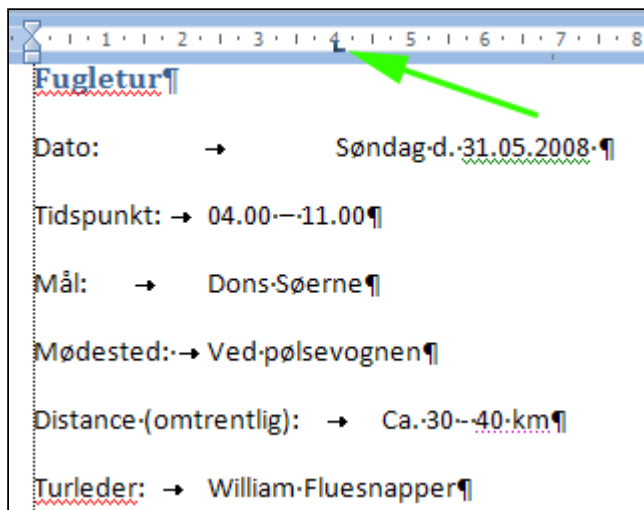 1 2 3 4 5 6 7 8
Fugletur¶
Dato: → Søndag·d.·31.05.2008·¶
Tidspunkt: → 04.00·–·11.00¶
Mål: → Dons·Søerne¶
Mødested:·→ Ved·pølsevognen¶
Distance·(omtrentlig): → Ca.·30·-·40·km¶
Turleder: → William·Fluesnapper¶